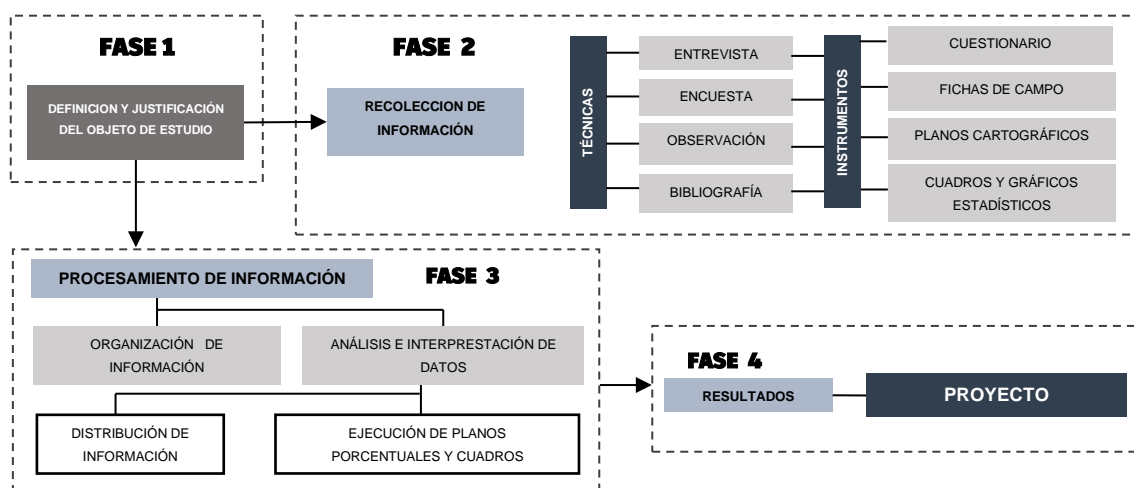 FASE 1
DEFINICION Y JUSTIFICACIÓN
DEL OBJETO DE ESTUDIO
FASE 2
RECOLECCION DE
INFORMACIÓN
TÉCNICAS
ENTREVISTA
ENCUESTA
OBSERVACIÓN
BIBLIOGRAFÍA
INSTRUMENTOS
CUESTIONARIO
FICHAS DE CAMPO
PLANOS CARTOGRÁFICOS
CUADROS Y GRÁFICOS
ESTADÍSTICOS
PROCESAMIENTO DE INFORMACIÓN
FASE 3
ORGANIZACIÓN DE
INFORMACIÓN
ANÁLISIS E INTERPRESTACIÓN DE
DATOS
DISTRIBUCIÓN DE
INFORMACIÓN
EJECUCIÓN DE PLANOS
PORCENTUALES Y CUADROS
FASE 4
RESULTADOS
PROYECTO